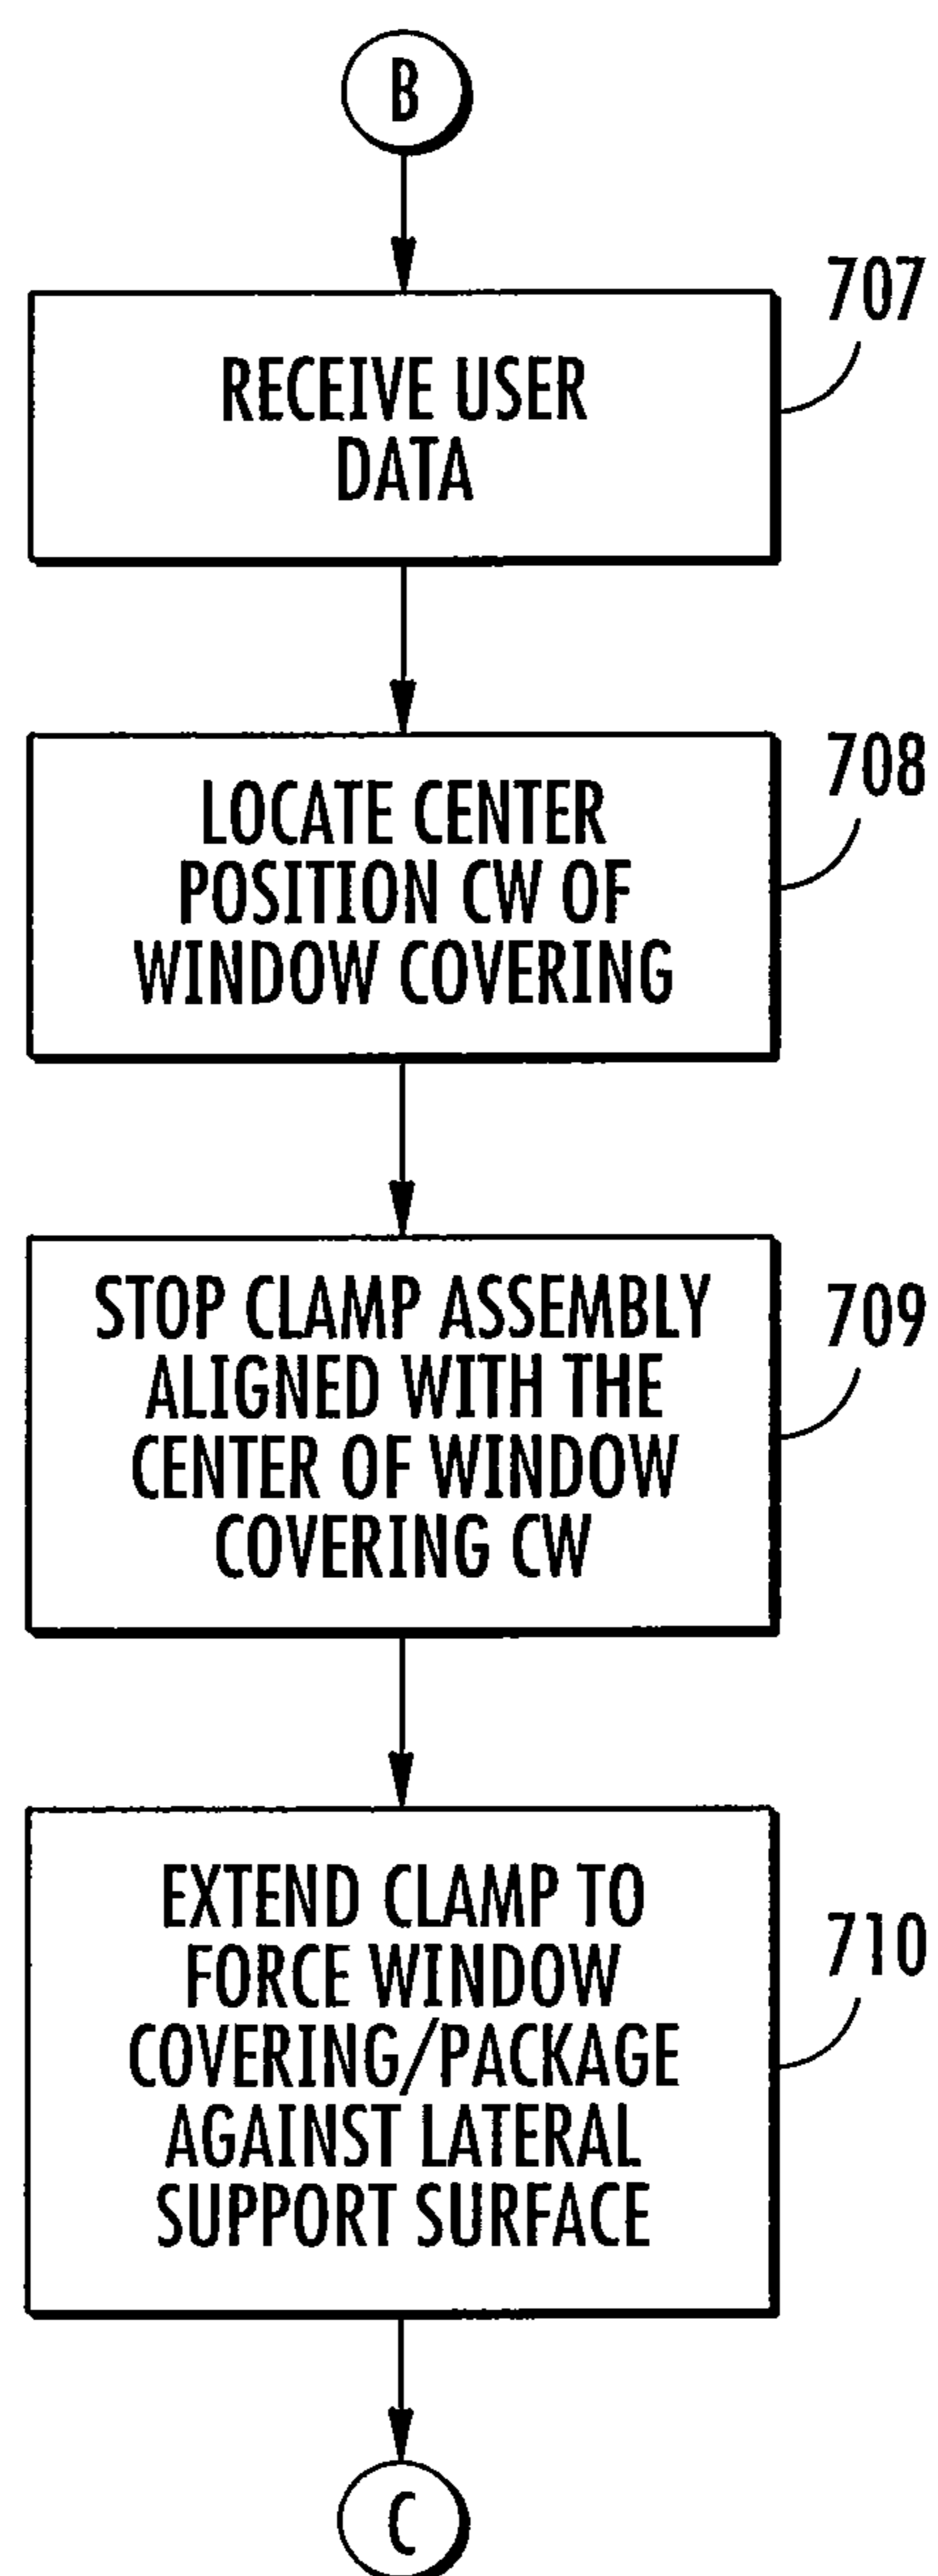 B
707
RECEIVE USER
DATA
708
LOCATE CENTER
POSITION CW OF
WINDOW COVERING
709
STOP CLAMP ASSEMBLY
ALIGNED WITH THE
CENTER OF WINDOW
COVERING CW
710
EXTEND CLAMP TO
FORCE WINDOW
COVERING/PACKAGE
AGAINST LATERAL
SUPPORT SURFACE
C